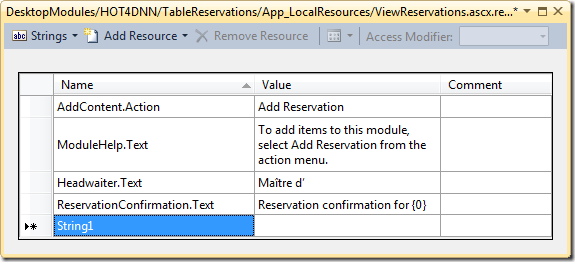 DesktopModules/HOT4DNN/TableReservations/App_LocalResources/ViewReservations.ascx.re...*
abc Strings Add Resource Remove Resource Access Modifier:
Name Value Comment
AddContent.Action Add Reservation
ModuleHelp.Text To add items to this module,
select Add Reservation from the
action menu.
Headwaiter.Text Maître d'
ReservationConfirmation.Text Reservation confirmation for {0}
String1